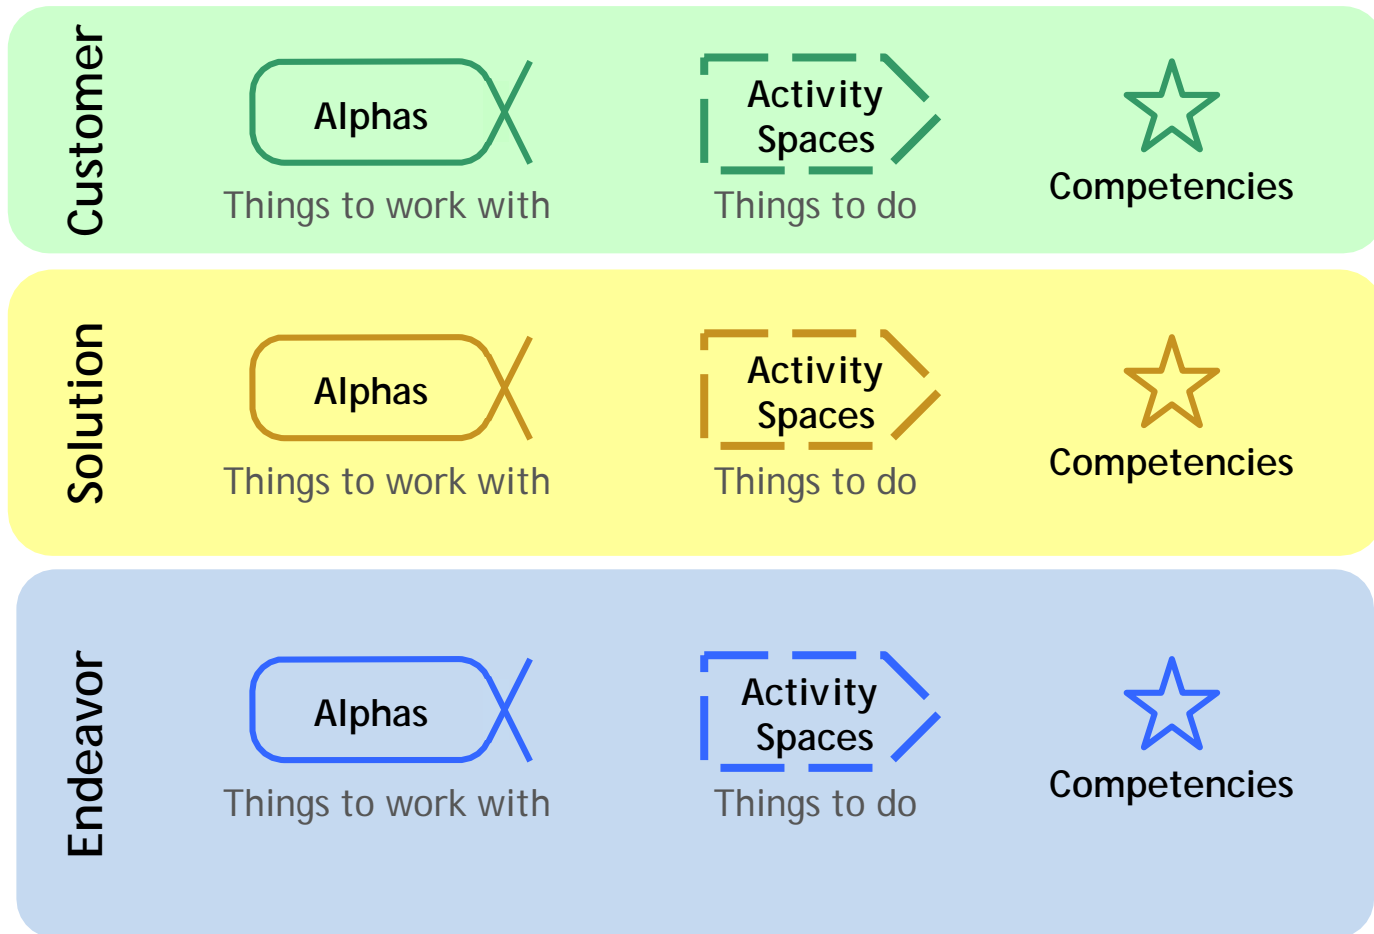 Customer
Alphas
Things to work with
Activity
Spaces
Things to do
Competencies
Solution
Alphas
Things to work with
Activity
Spaces
Things to do
Competencies
Endeavor
Alphas
Things to work with
Activity
Spaces
Things to do
Competencies